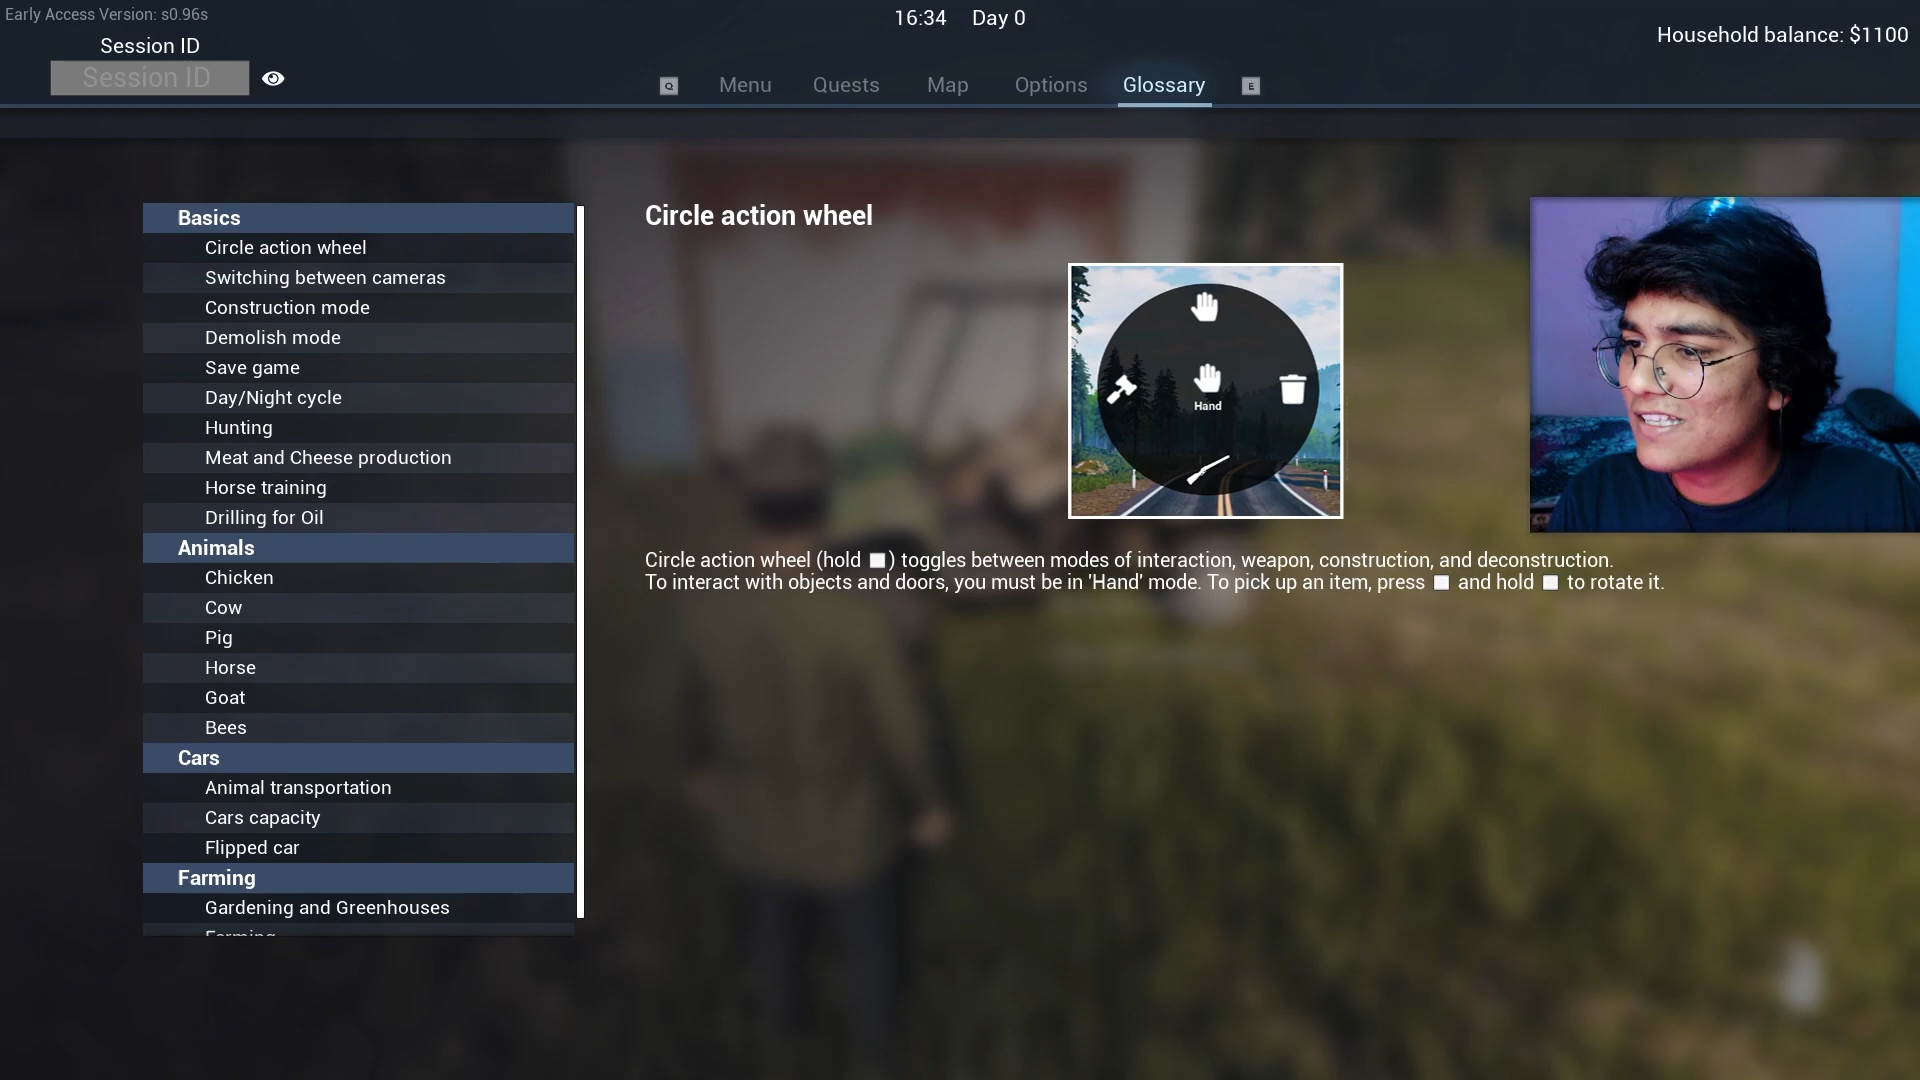 Early Access Version: s0.96s
16:34 Day 0
Household balance: $1100
Session ID
Session ID
Q Menu Quests Map Options Glossary E
Basics
Circle action wheel
Switching between cameras
Construction mode
Demolish mode
Save game
Day/Night cycle
Hunting
Meat and Cheese production
Horse training
Drilling for Oil
Animals
Chicken
Cow
Pig
Horse
Goat
Bees
Cars
Animal transportation
Cars capacity
Flipped car
Farming
Gardening and Greenhouses
Farming
Circle action wheel
Hand
Circle action wheel (hold ) toggles between modes of interaction, weapon, construction, and deconstruction.
To interact with objects and doors, you must be in 'Hand' mode. To pick up an item, press and hold to rotate it.